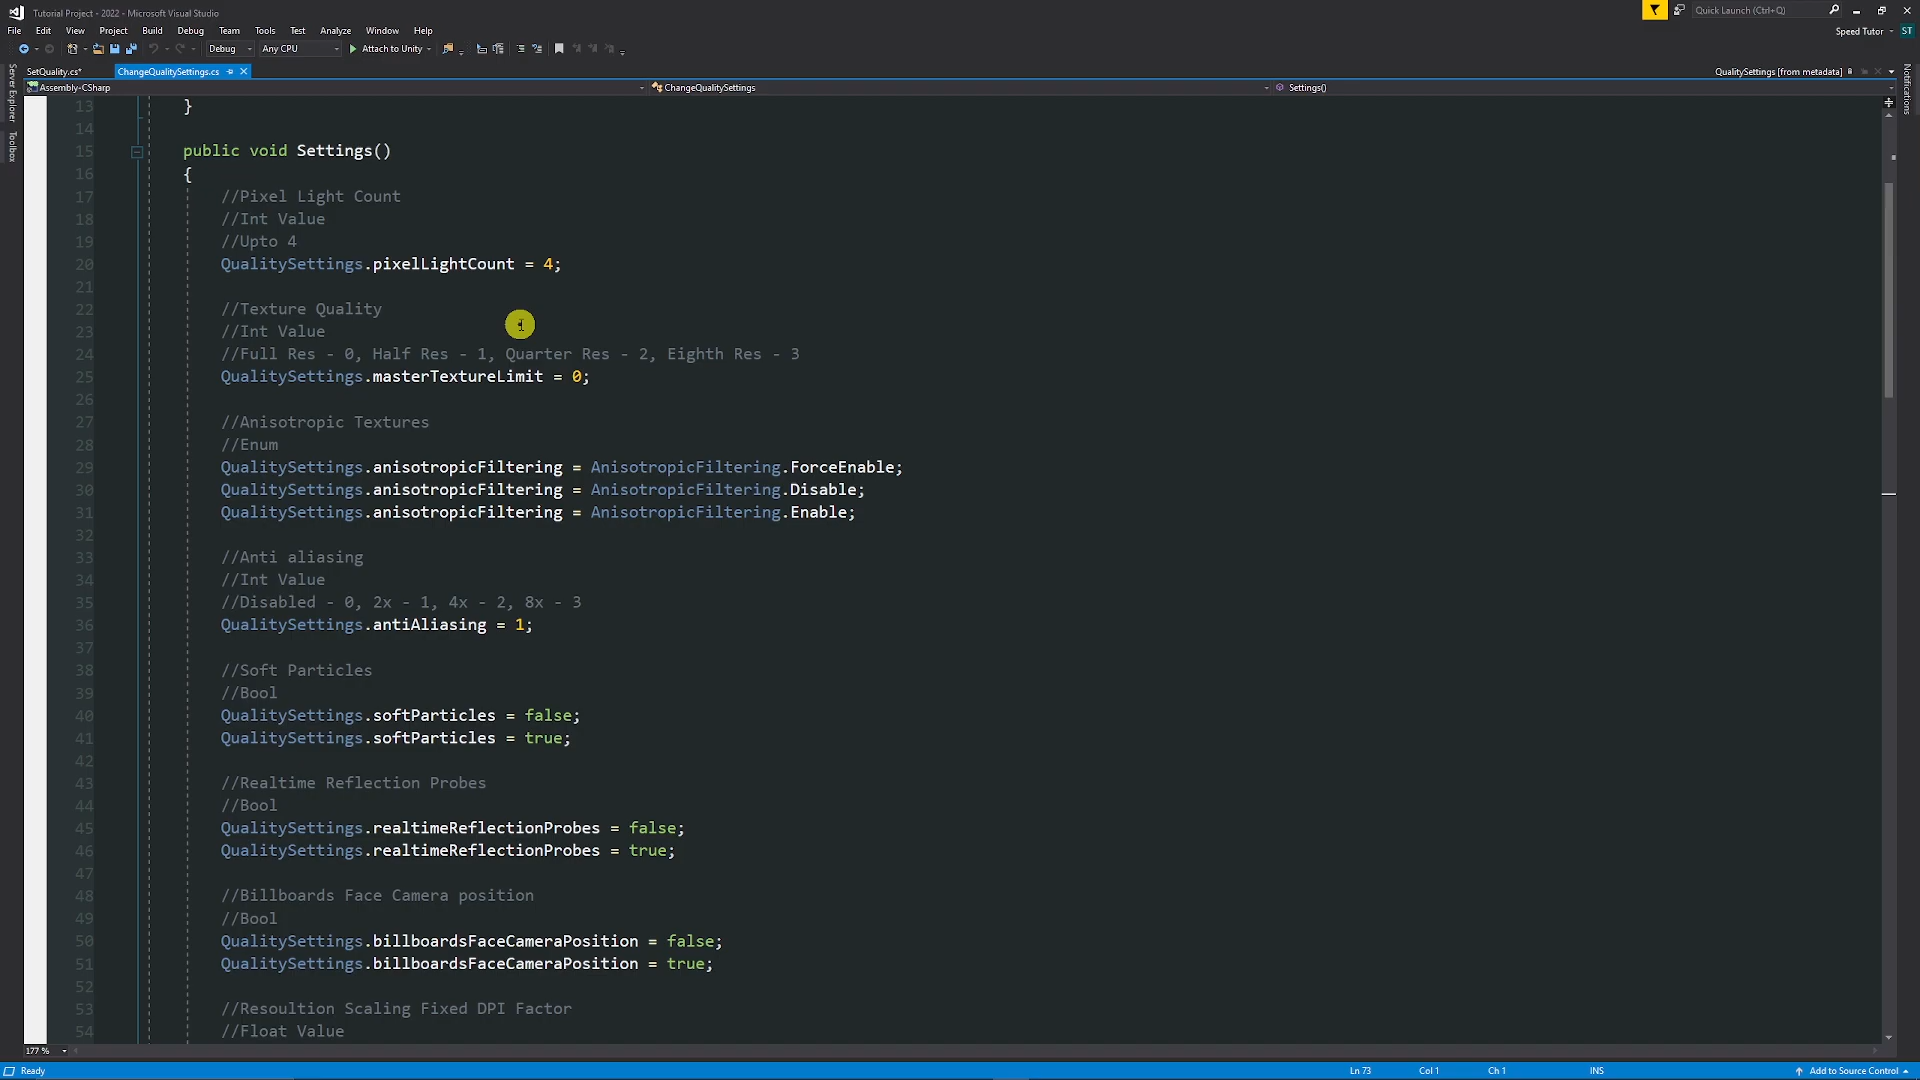 Tutorial Project - 2022 - Microsoft Visual Studio
Quick Launch (Ctrl+Q)
File Edit View Project Build Debug Team Tools Test Analyze Window Help
Speed Tutor
ST
Debug Any CPU Attach to Unity
SetQuality.cs* ChangeQualitySettings.cs
QualitySettings [from metadata]
Assembly-CSharp ChangeQualitySettings Settings()
Server Explorer
Toolbox
Notifications
13 }
14
15 public void Settings()
16 {
17 //Pixel Light Count
18 //Int Value
19 //Upto 4
20 QualitySettings.pixelLightCount = 4;
21
22 //Texture Quality
23 //Int Value
24 //Full Res - 0, Half Res - 1, Quarter Res - 2, Eighth Res - 3
25 QualitySettings.masterTextureLimit = 0;
26
27 //Anisotropic Textures
28 //Enum
29 QualitySettings.anisotropicFiltering = AnisotropicFiltering.ForceEnable;
30 QualitySettings.anisotropicFiltering = AnisotropicFiltering.Disable;
31 QualitySettings.anisotropicFiltering = AnisotropicFiltering.Enable;
32
33 //Anti aliasing
34 //Int Value
35 //Disabled - 0, 2x - 1, 4x - 2, 8x - 3
36 QualitySettings.antiAliasing = 1;
37
38 //Soft Particles
39 //Bool
40 QualitySettings.softParticles = false;
41 QualitySettings.softParticles = true;
42
43 //Realtime Reflection Probes
44 //Bool
45 QualitySettings.realtimeReflectionProbes = false;
46 QualitySettings.realtimeReflectionProbes = true;
47
48 //Billboards Face Camera position
49 //Bool
50 QualitySettings.billboardsFaceCameraPosition = false;
51 QualitySettings.billboardsFaceCameraPosition = true;
52
53 //Resoultion Scaling Fixed DPI Factor
54 //Float Value
177 %
Ready Ln 73 Col 1 Ch 1 INS Add to Source Control